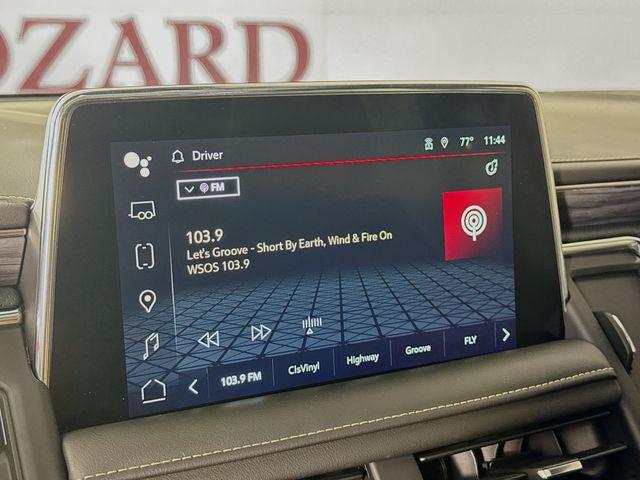 OZARD
Driver
77° 11:44
FM
103.9
Let's Groove - Short By Earth, Wind & Fire On
WSOS 103.9
103.9 FM ClsVinyl Highway Groove FLY